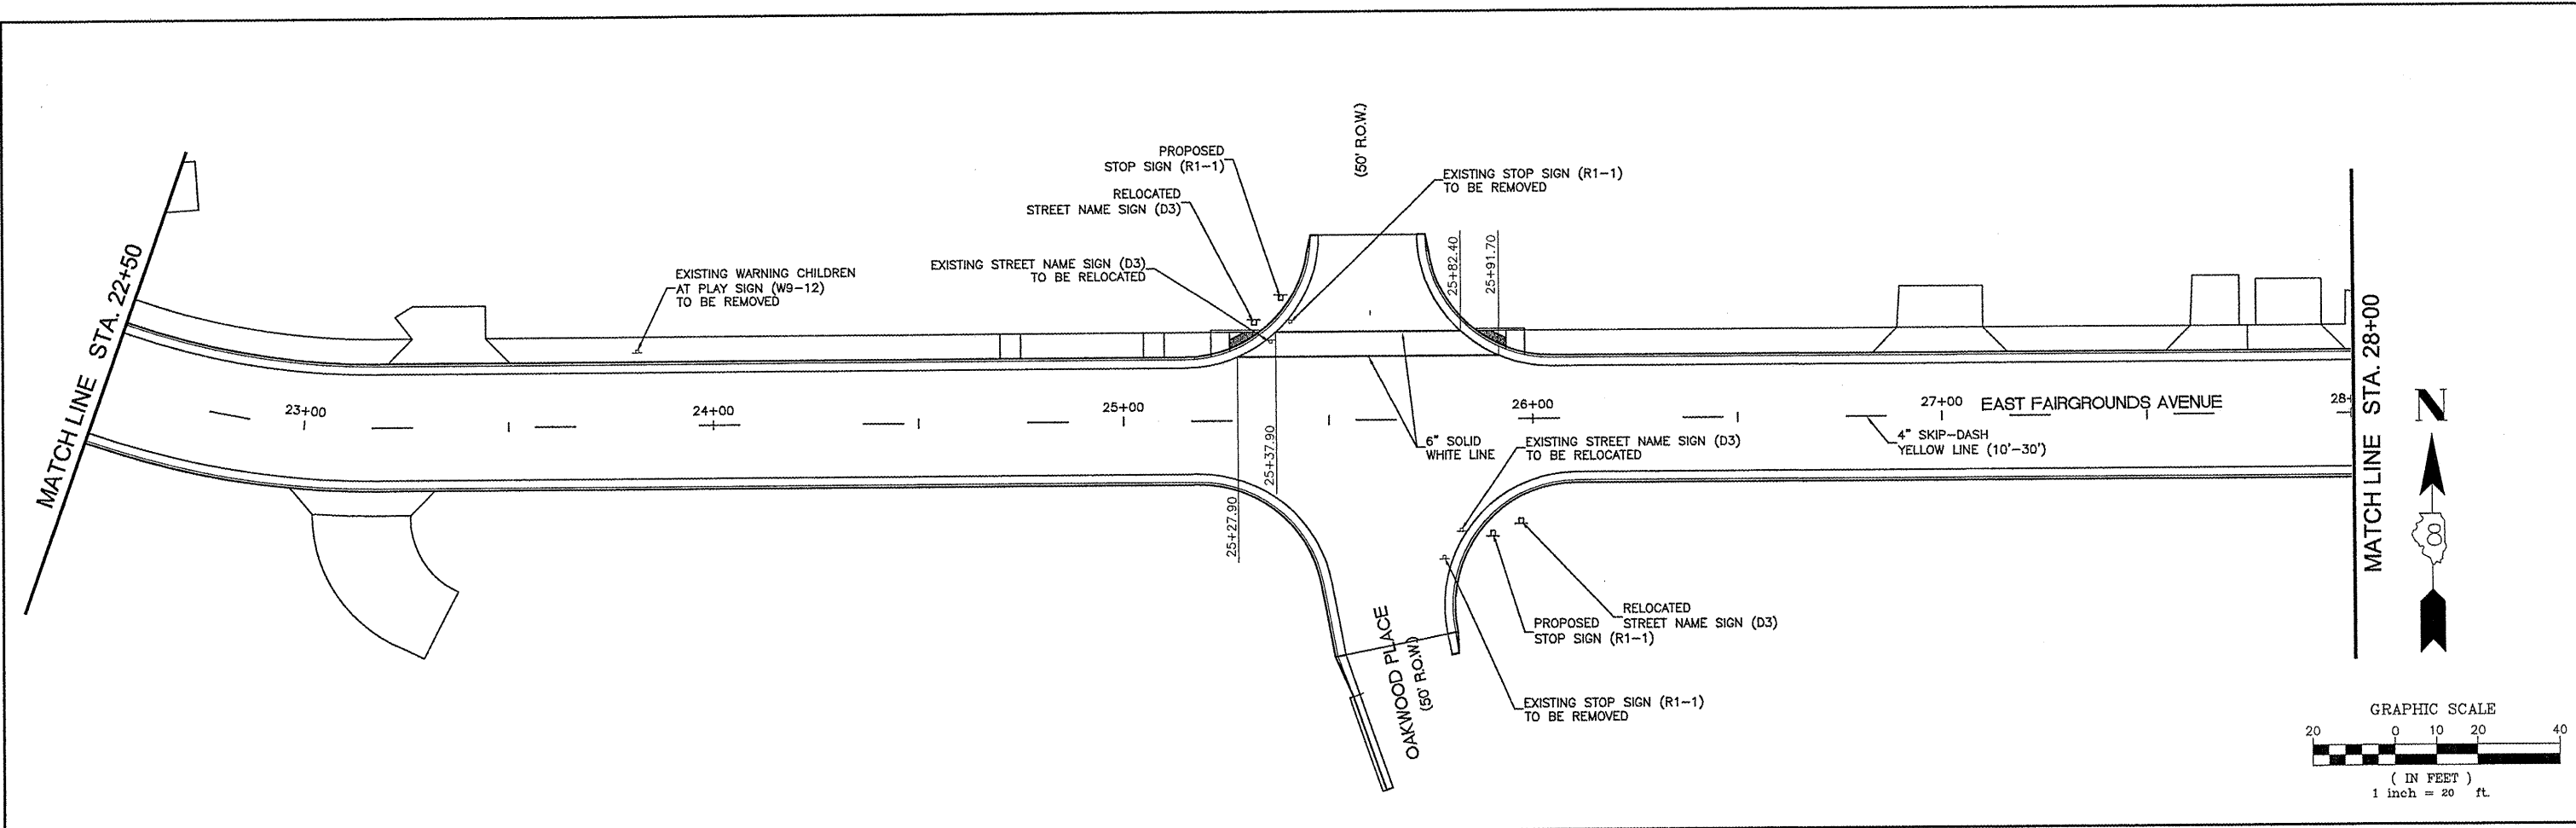 (50' R.O.W.)
PROPOSED
STOP SIGN (R1-1)
EXISTING STOP SIGN (R1-1)
TO BE REMOVED
RELOCATED
STREET NAME SIGN (D3)
EXISTING STREET NAME SIGN (D3)
TO BE RELOCATED
EXISTING WARNING CHILDREN
AT PLAY SIGN (W9-12)
TO BE REMOVED
25+82.40
25+91.70
MATCH LINE STA. 22+50
MATCH LINE STA. 28+00
23+00
24+00
25+00
26+00
27+00
EAST FAIRGROUNDS AVENUE
28+
N
25+37.90
25+27.90
6" SOLID
WHITE LINE
EXISTING STREET NAME SIGN (D3)
TO BE RELOCATED
4" SKIP-DASH
YELLOW LINE (10'-30')
RELOCATED
STREET NAME SIGN (D3)
PROPOSED
STOP SIGN (R1-1)
OAKWOOD PLACE
(50' R.O.W.)
EXISTING STOP SIGN (R1-1)
TO BE REMOVED
GRAPHIC SCALE
20 0 10 20 40
( IN FEET )
1 inch = 20 ft.